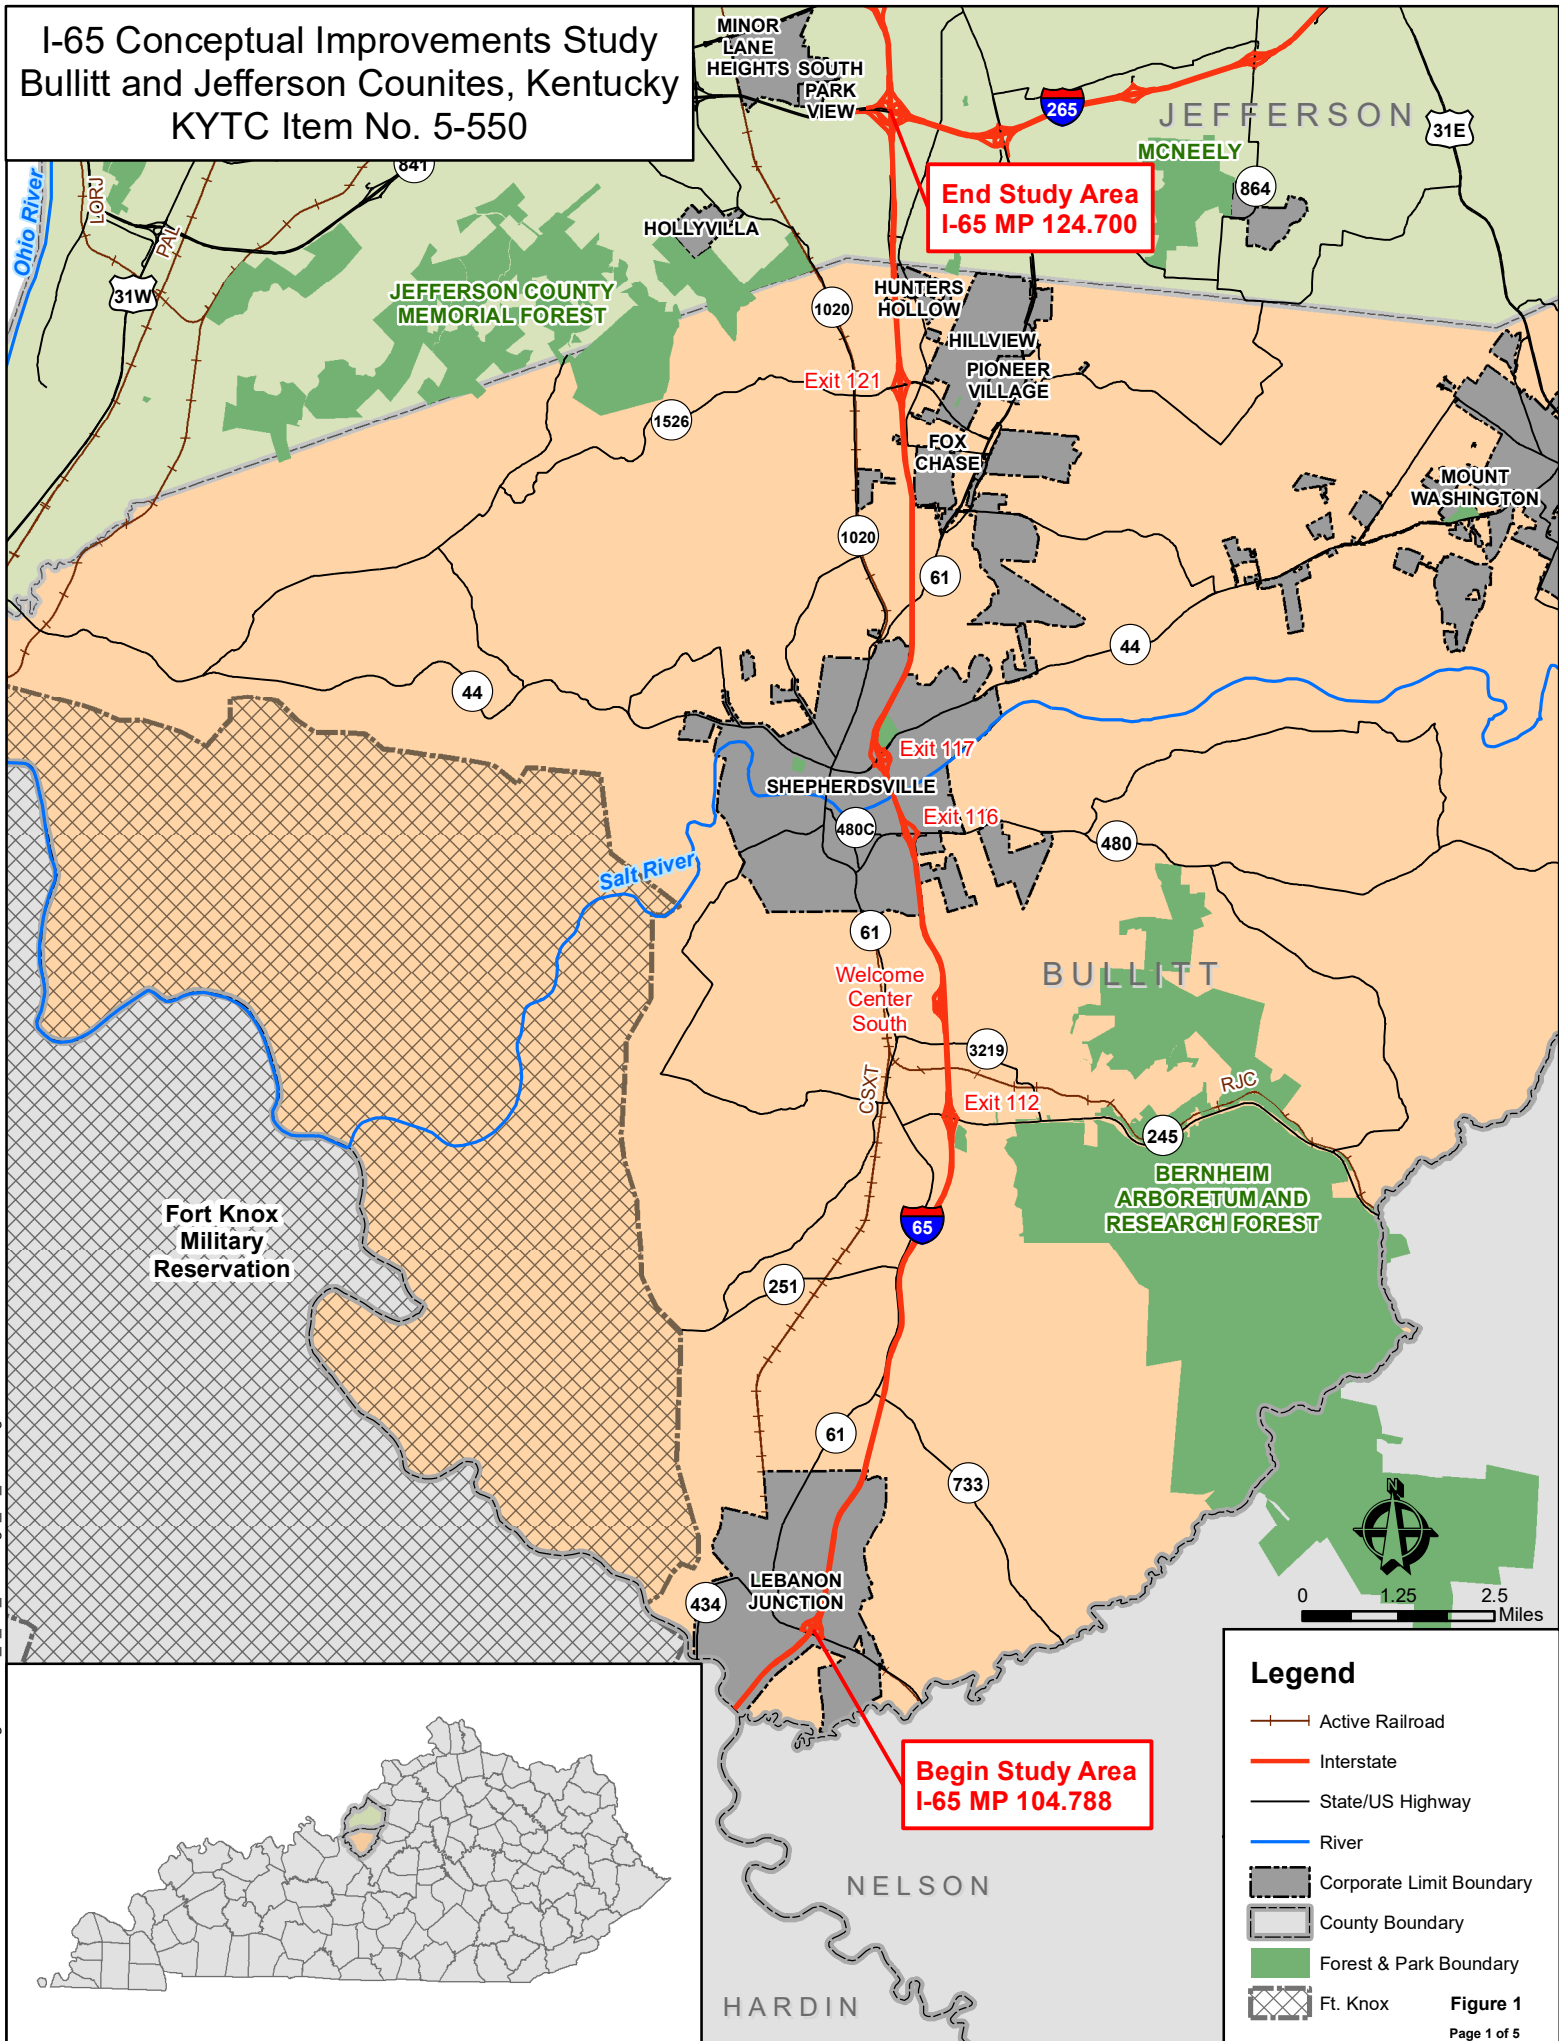 I-65 Conceptual Improvements Study
Bullitt and Jefferson Counites, Kentucky
KYTC Item No. 5-550
MINOR
LANE
HEIGHTS
SOUTH
PARK
VIEW
265
JEFFERSON
31E
MCNEELY
864
841
End Study Area
I-65 MP 124.700
Ohio River
LORJ
PAL
31W
HOLLYVILLA
JEFFERSON COUNTY
MEMORIAL FOREST
1020
HUNTERS
HOLLOW
HILLVIEW
PIONEER
VILLAGE
Exit 121
1526
FOX
CHASE
MOUNT
WASHINGTON
1020
61
44
44
Exit 117
SHEPHERDSVILLE
Exit 116
480C
480
Salt River
61
Welcome
Center
South
BULLITT
3219
CSXT
RJC
Exit 112
245
BERNHEIM
ARBORETUM AND
RESEARCH FOREST
Fort Knox
Military
Reservation
65
251
61
733
N
434
LEBANON
JUNCTION
0 1.25 2.5
Miles
Begin Study Area
I-65 MP 104.788
NELSON
HARDIN
Legend
Active Railroad
Interstate
State/US Highway
River
Corporate Limit Boundary
County Boundary
Forest & Park Boundary
Ft. Knox
Figure 1
Page 1 of 5